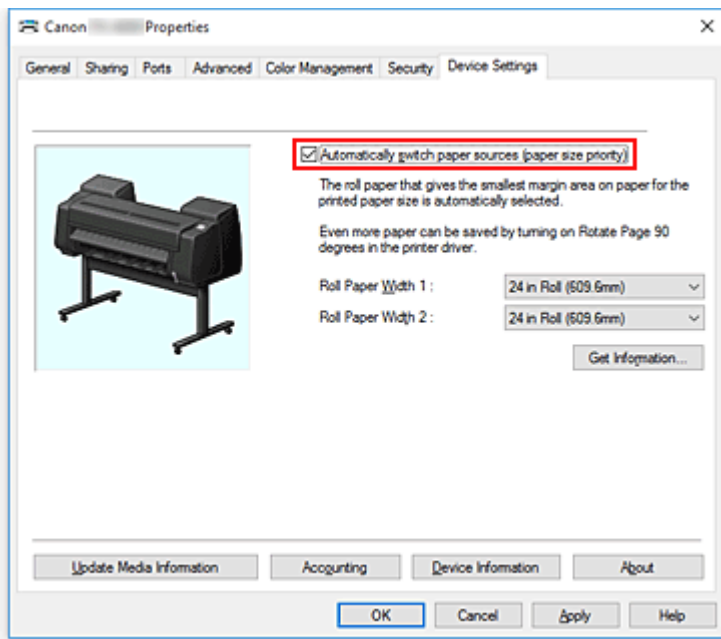 Canon Properties
General Sharing Ports Advanced Color Management Security Device Settings
Automatically switch paper sources (paper size priority)
The roll paper that gives the smallest margin area on paper for the
printed paper size is automatically selected.
Even more paper can be saved by turning on Rotate Page 90
degrees in the printer driver.
Roll Paper Width 1 : 24 in Roll (609.6mm)
Roll Paper Width 2 : 24 in Roll (609.6mm)
Get Information...
Update Media Information Accounting Device Information About
OK Cancel Apply Help